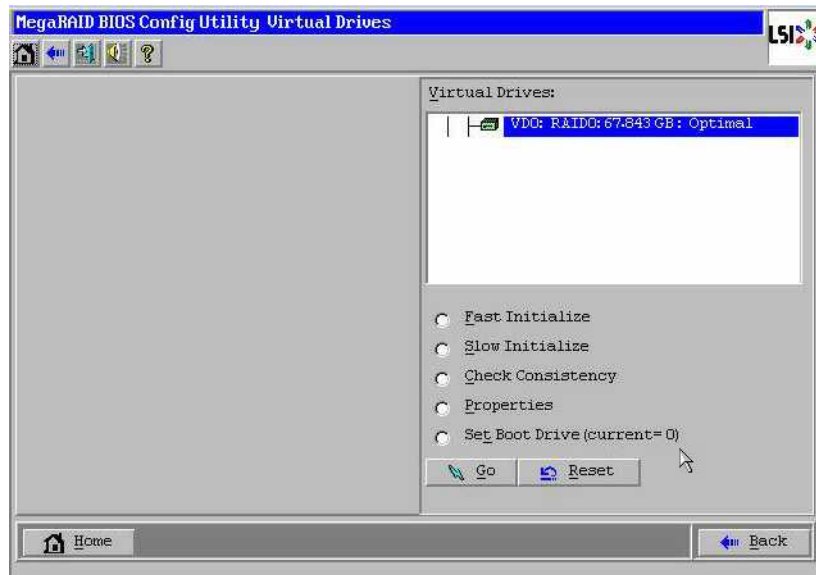 MegaRAID BIOS Config Utility Virtual Drives
LSI
?
Virtual Drives:
VD0: RAID0: 67.843 GB: Optimal
Fast Initialize
Slow Initialize
Check Consistency
Properties
Set Boot Drive (current= 0)
Go
Reset
Home
Back